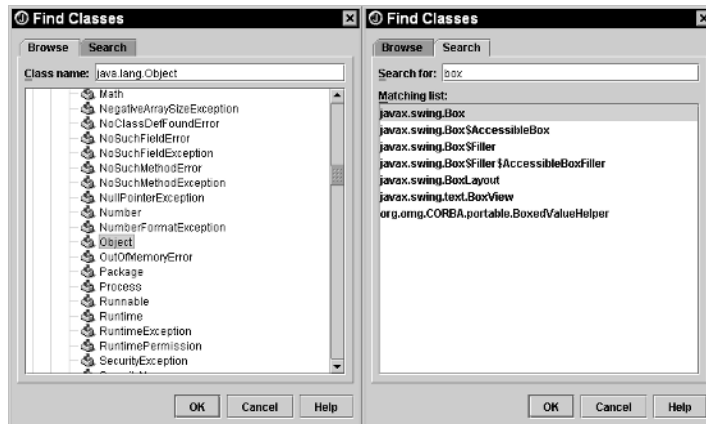 Find Classes
Browse Search
Class name: java.lang.Object
Math
NegativeArraySizeException
NoClassDefFoundError
NoSuchFieldError
NoSuchFieldException
NoSuchMethodError
NoSuchMethodException
NullPointerException
Number
NumberFormatException
Object
OutOfMemoryError
Package
Process
Runnable
Runtime
RuntimeException
RuntimePermission
SecurityException
OK Cancel Help
Find Classes
Browse Search
Search for: box
Matching list:
javax.swing.Box
javax.swing.Box$AccessibleBox
javax.swing.Box$Filler
javax.swing.Box$Filler$AccessibleBoxFiller
javax.swing.BoxLayout
javax.swing.text.BoxView
org.omg.CORBA.portable.BoxedValueHelper
OK Cancel Help